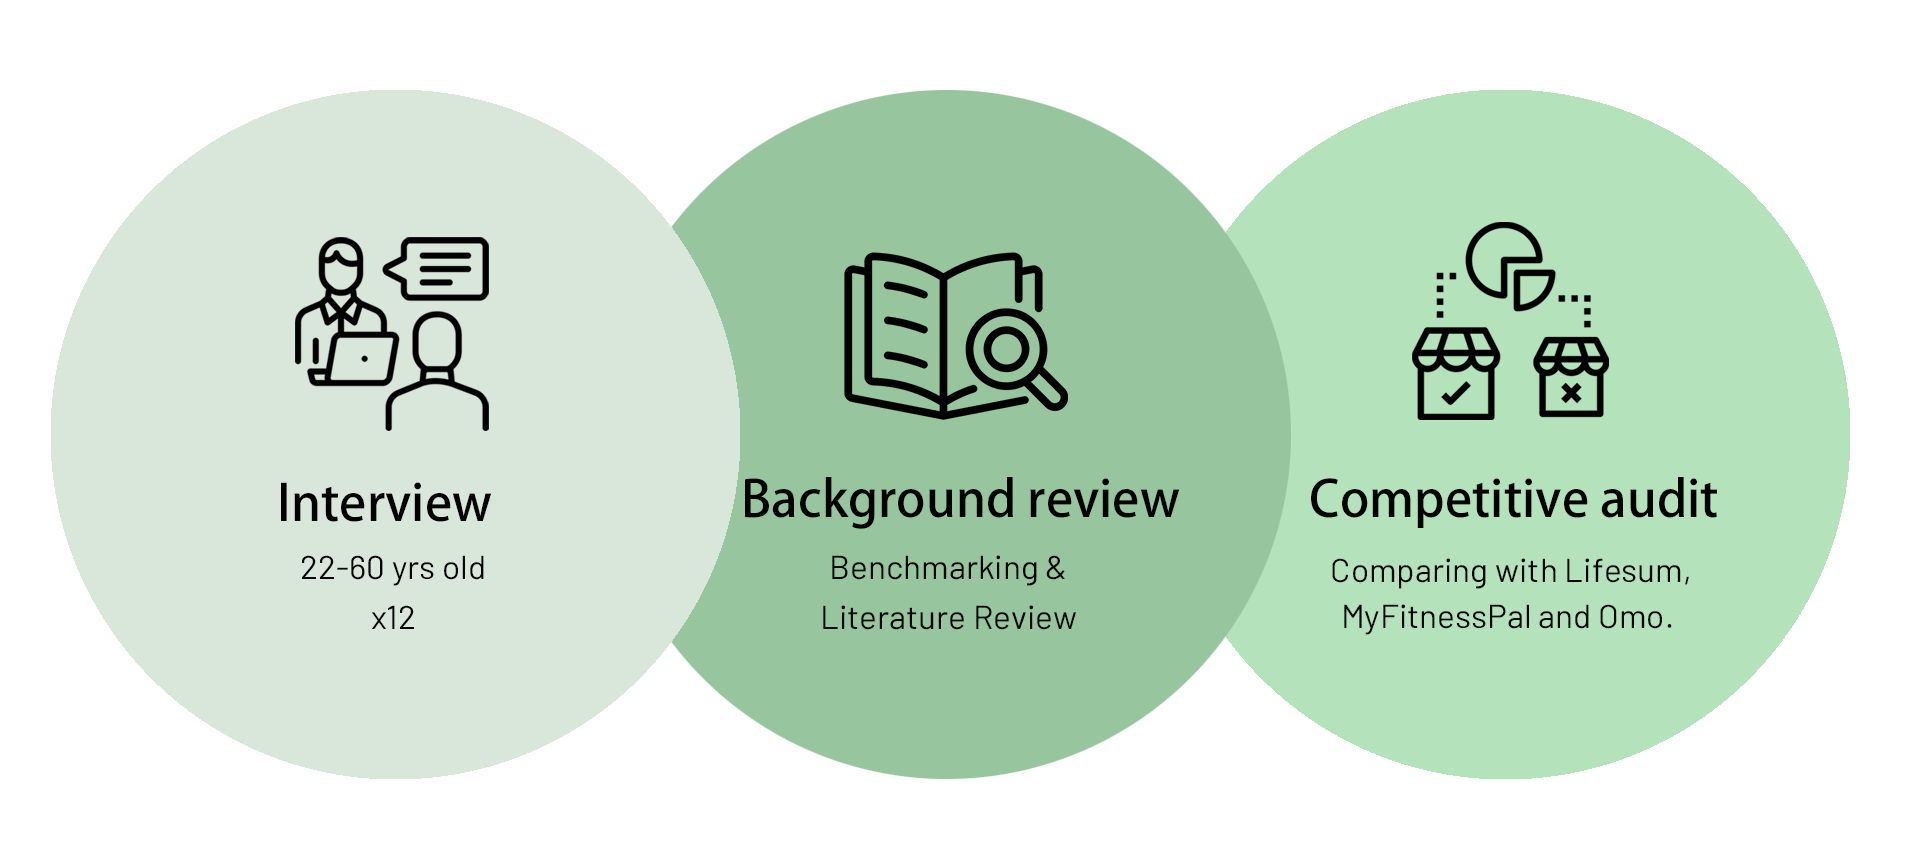 Interview
22-60 yrs old
x12
Background review
Benchmarking &
Literature Review
Competitive audit
Comparing with Lifesum,
MyFitnessPal and Omo.